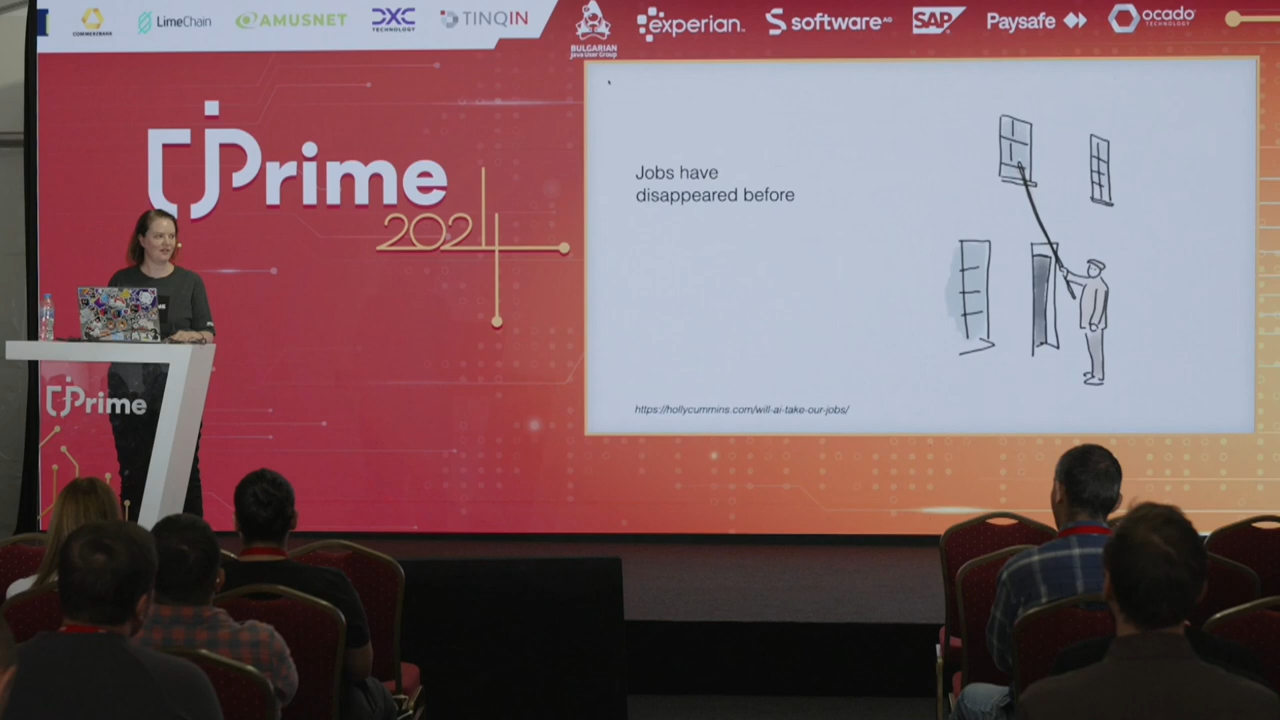 COMMERZBANK
LimeChain
AMUSNET
DXC
TECHNOLOGY
TINQIN
BULGARIAN
Java User Group
experian.
software AG
SAP
Paysafe
ocado
TECHNOLOGY
jPrime
2024
Jobs have
disappeared before
https://hollycummins.com/will-ai-take-our-jobs/
jPrime